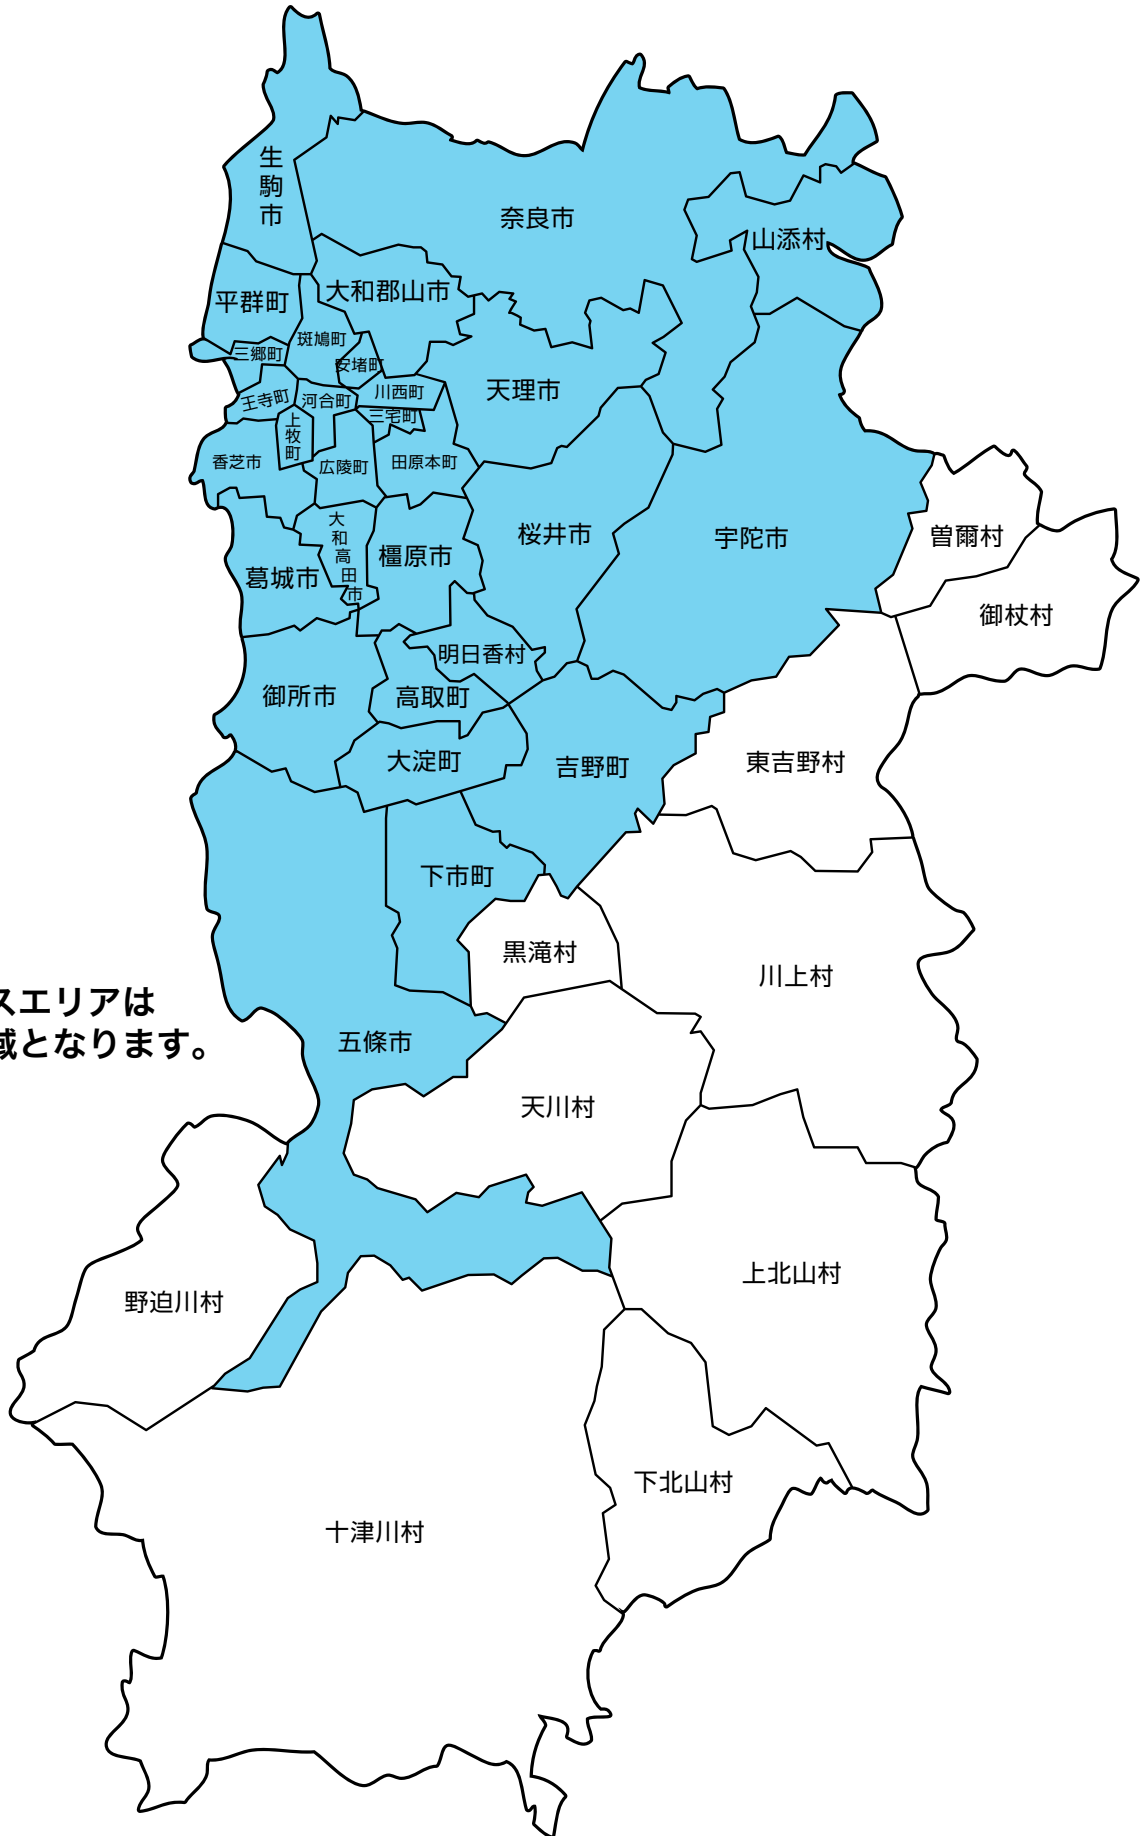 生駒市
奈良市
山添村
大和郡山市
平群町
斑鳩町
三郷町
安堵町
天理市
川西町
王寺町
河合町
三宅町
上牧町
香芝市
広陵町
田原本町
大和高田市
桜井市
宇陀市
曽爾村
橿原市
葛城市
御杖村
明日香村
御所市
高取町
大淀町
吉野町
東吉野村
下市町
黒滝村
川上村
スエリアは
域となります。
五條市
天川村
上北山村
野迫川村
下北山村
十津川村